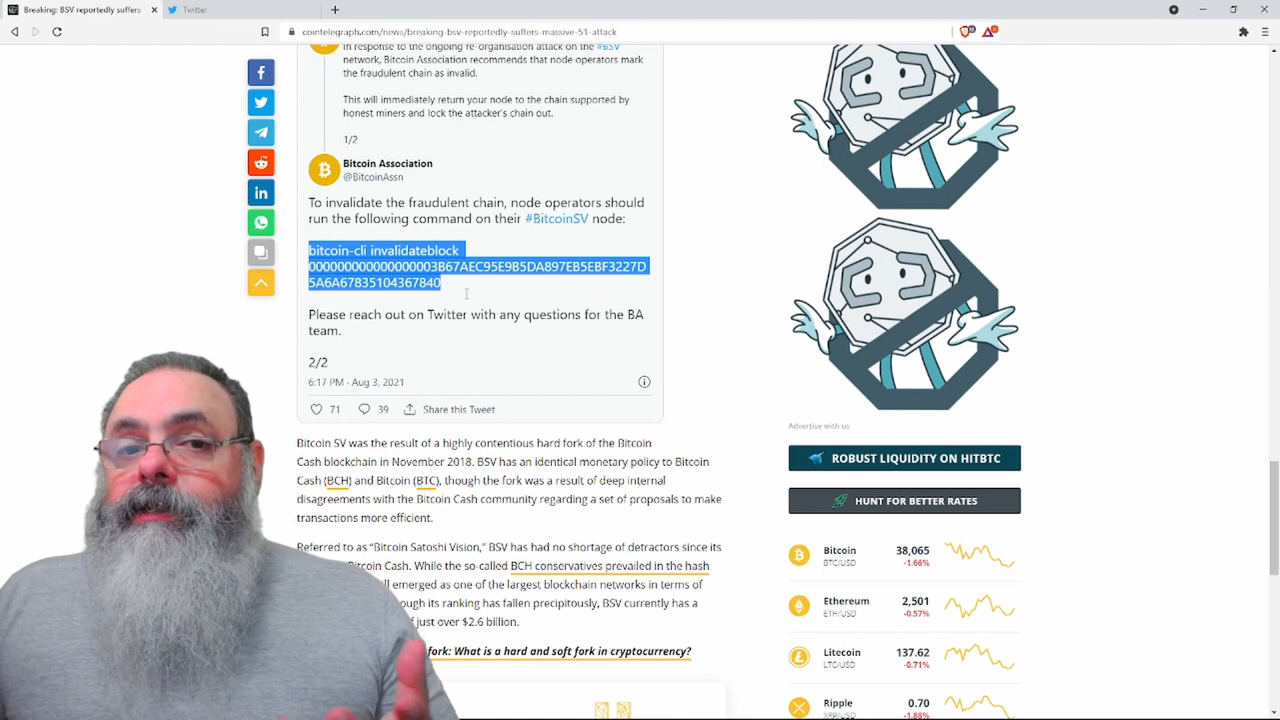 Breaking: BSV reportedly suffers
Twitter
cointelegraph.com/news/breaking-bsv-reportedly-suffers-massive-51-attack
In response to the ongoing re-organisation attack on the #BSV
network, Bitcoin Association recommends that node operators mark
the fraudulent chain as invalid.
This will immediately return your node to the chain supported by
honest miners and lock the attacker's chain out.
1/2
Bitcoin Association
@BitcoinAssn
To invalidate the fraudulent chain, node operators should
run the following command on their #BitcoinSV node:
bitcoin-cli invalidateblock
000000000000000003B67AEC95E9B5DA897EB5EBF3227D
5A6A67835104367840
Please reach out on Twitter with any questions for the BA
team.
2/2
6:17 PM · Aug 3, 2021
71 39 Share this Tweet
Bitcoin SV was the result of a highly contentious hard fork of the Bitcoin
Cash blockchain in November 2018. BSV has an identical monetary policy to Bitcoin
Cash (BCH) and Bitcoin (BTC), though the fork was a result of deep internal
disagreements with the Bitcoin Cash community regarding a set of proposals to make
transactions more efficient.
Referred to as “Bitcoin Satoshi Vision,” BSV has had no shortage of detractors since its
Bitcoin Cash. While the so-called BCH conservatives prevailed in the hash
emerged as one of the largest blockchain networks in terms of
ough its ranking has fallen precipitously, BSV currently has a
f just over $2.6 billion.
fork: What is a hard and soft fork in cryptocurrency?
Advertise with us
ROBUST LIQUIDITY ON HITBTC
HUNT FOR BETTER RATES
Bitcoin 38,065
BTC/USD -1.66%
Ethereum 2,501
ETH/USD -0.57%
Litecoin 137.62
LTC/USD -0.71%
Ripple 0.70
XRP/USD -1.88%